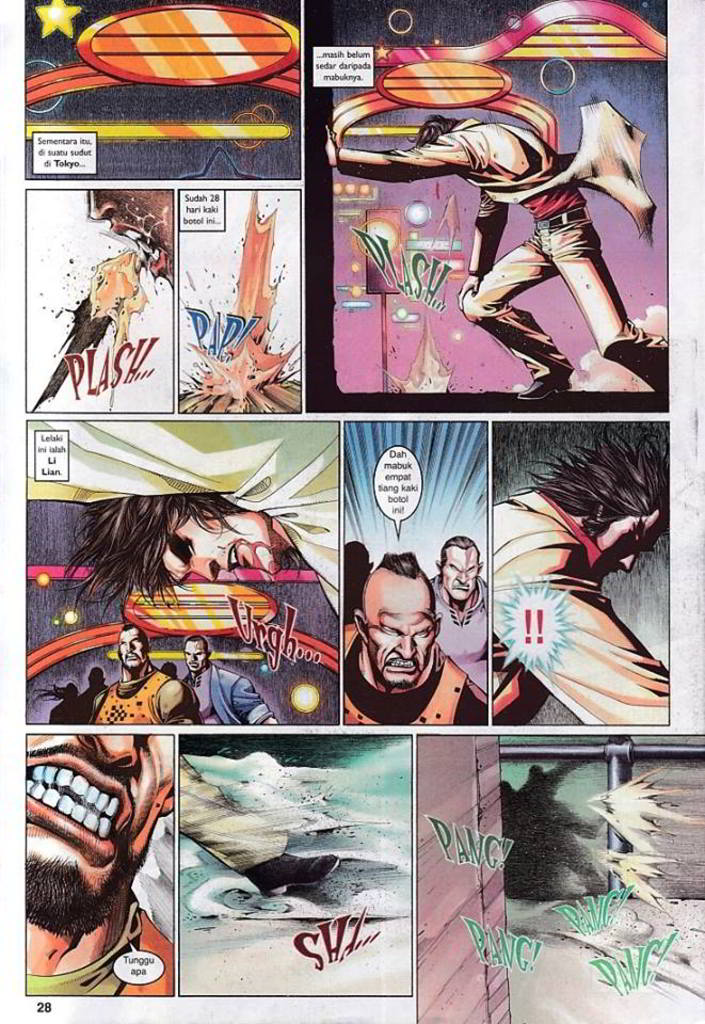 Sementara itu,
di suatu sudut
di Tokyo...
...masih belum
sedar daripada
mabuknya.
PLASH...
Sudah 28
hari kaki
botol ini...
PAP!
PLASH
Lelaki
ini ialah
Li
Lian.
Urgh...
Dah
mabuk
empat
tiang kaki
botol
ini!
!!
Tunggu
apa
SHA...
PANG!
PANG!
PANG!
PANG!
28